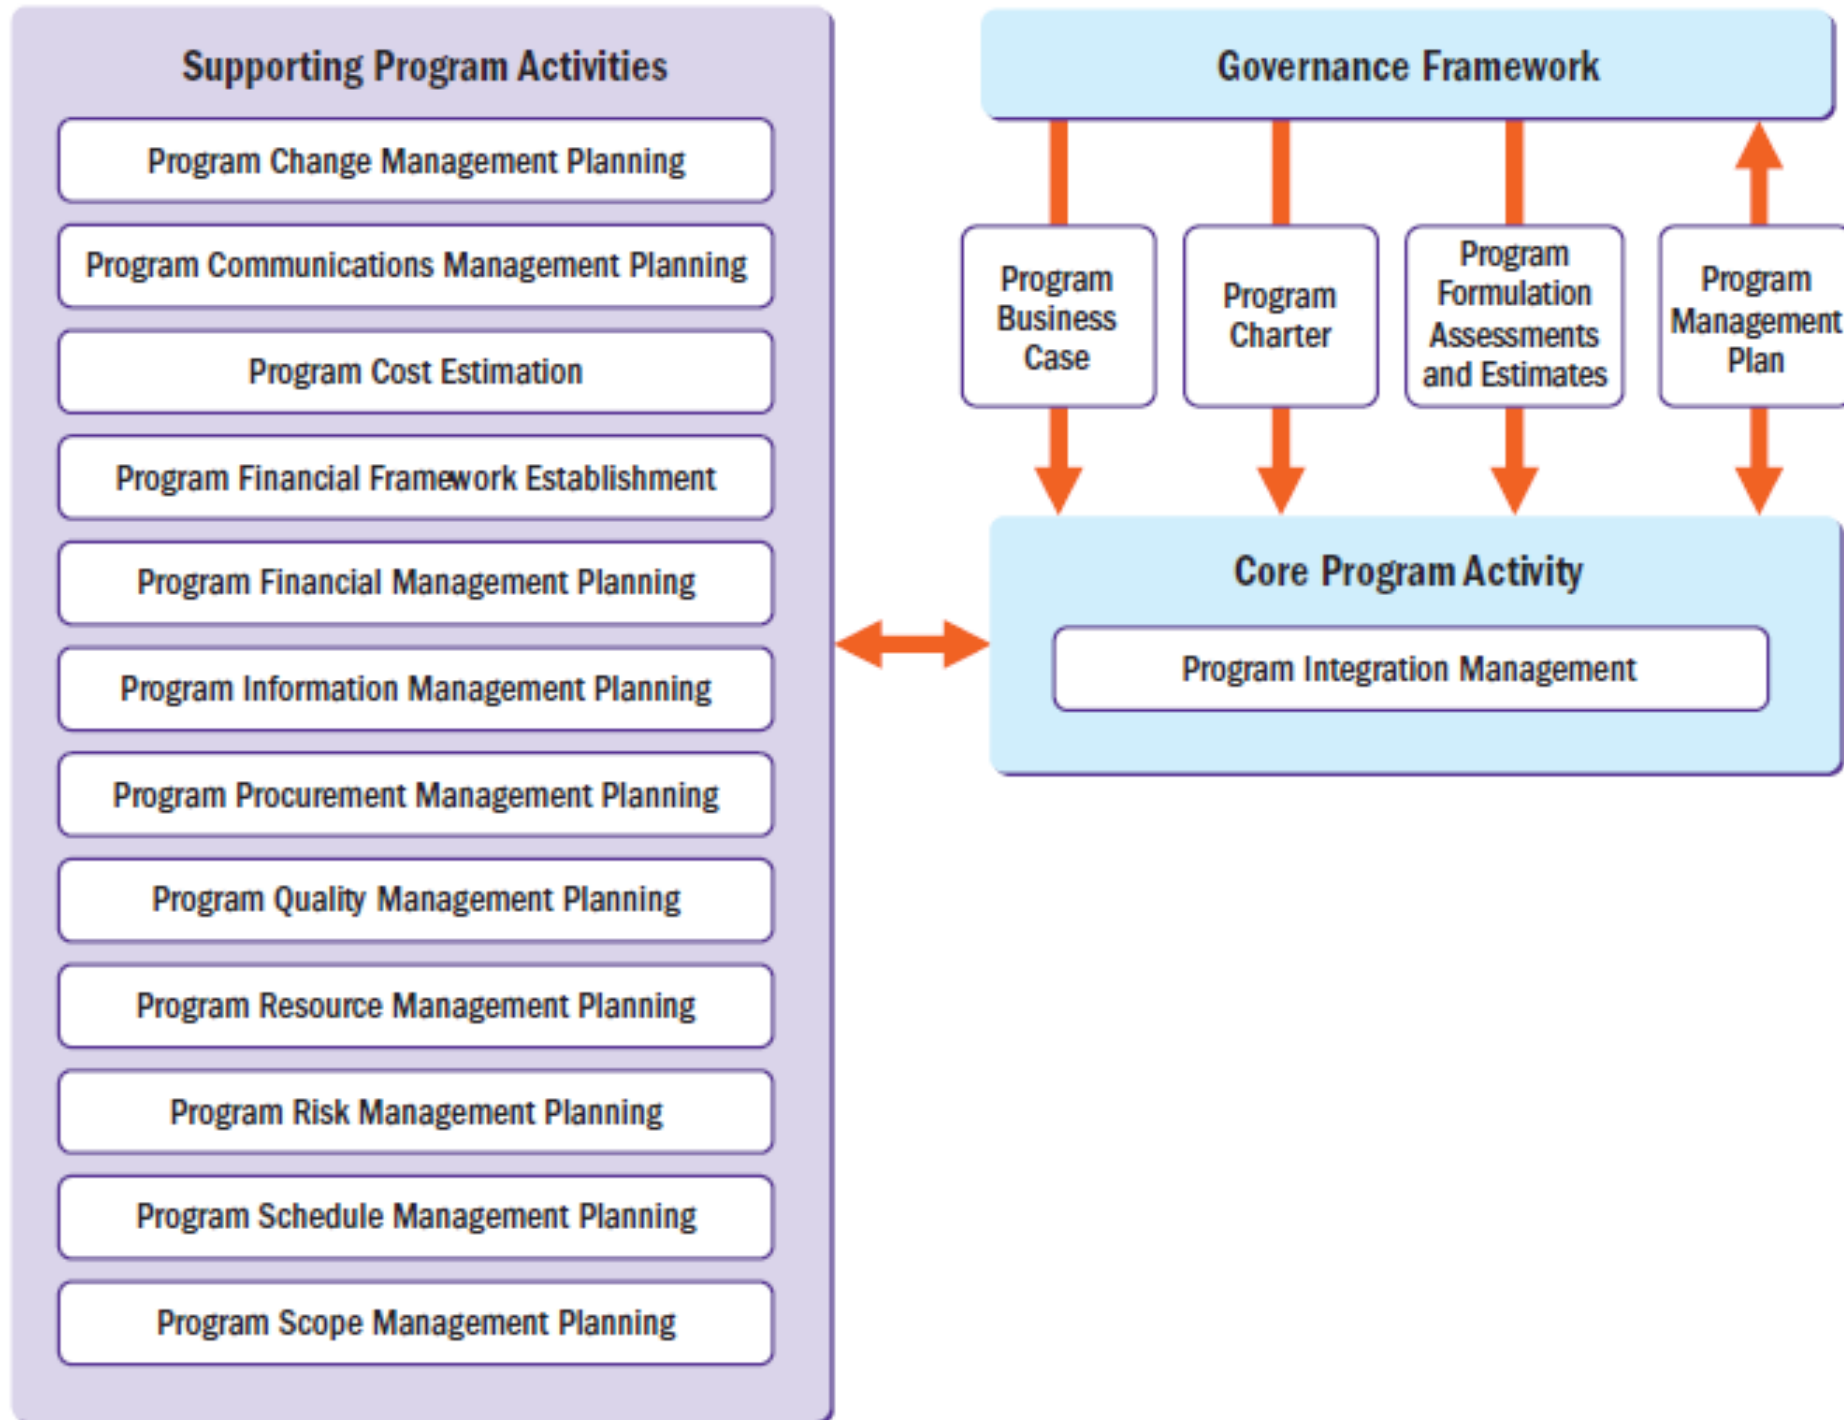 Supporting Program Activities
Program Change Management Planning
Program Communications Management Planning
Program Cost Estimation
Program Financial Framework Establishment
Program Financial Management Planning
Program Information Management Planning
Program Procurement Management Planning
Program Quality Management Planning
Program Resource Management Planning
Program Risk Management Planning
Program Schedule Management Planning
Program Scope Management Planning
Governance Framework
Program
Business
Case
Program
Charter
Program
Formulation
Assessments
and Estimates
Program
Management
Plan
Core Program Activity
Program Integration Management